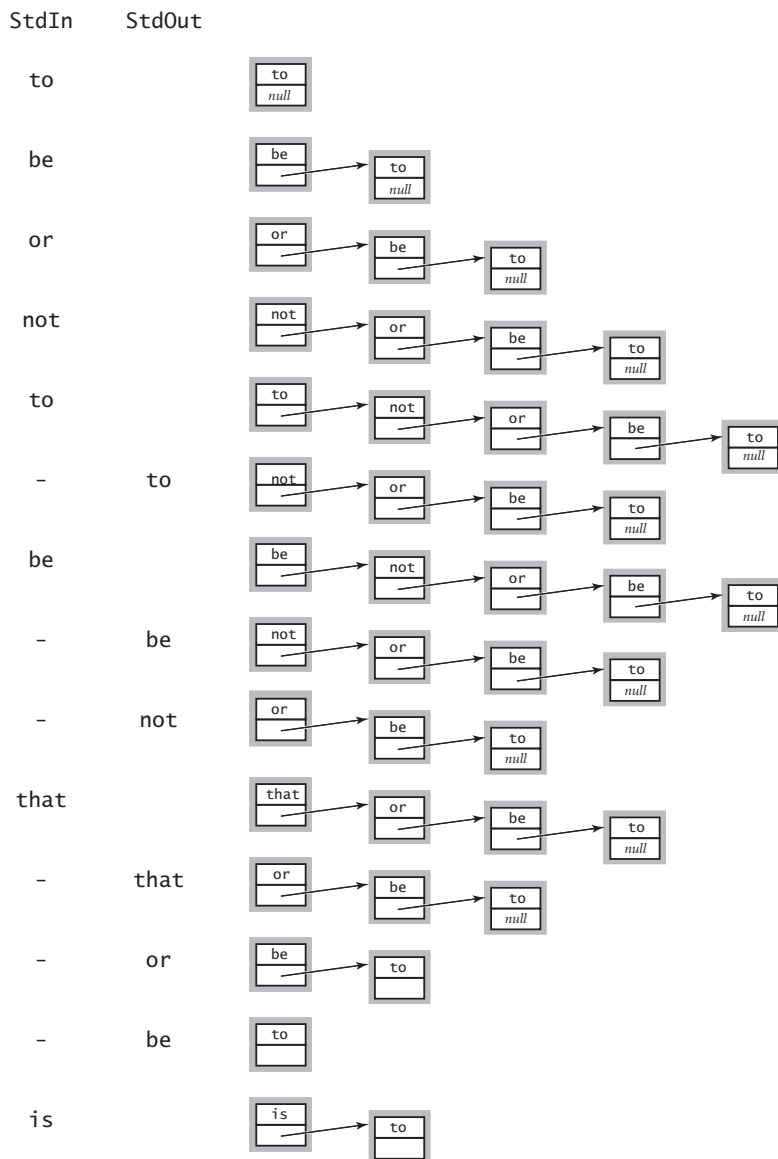 StdIn StdOut
to to
null
be be to
null
or or be to
null
not not or be to
null
to to not or be to
null
- to not or be to
null
be be not or be to
null
- be not or be to
null
- not or be to
null
that that or be to
null
- that or be to
null
- or be to
- be to
is is to